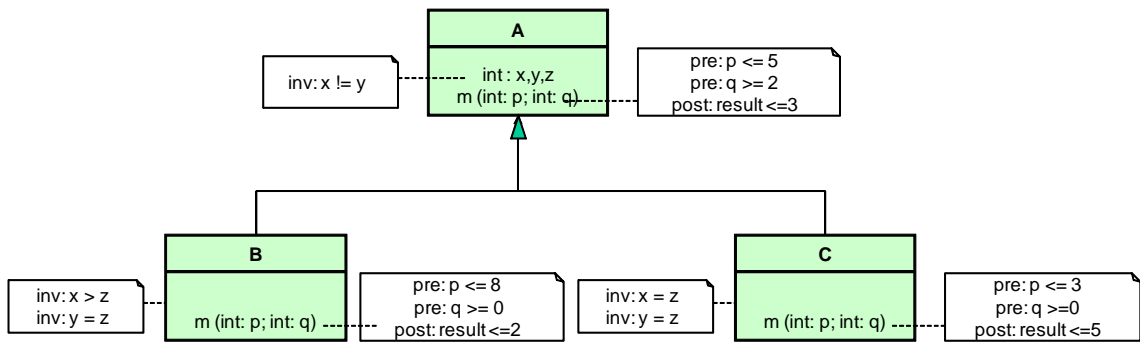 A
inv: x != y
int : x,y,z
m (int: p; int: q)
pre: p <= 5
pre: q >= 2
post: result <=3
B
inv: x > z
inv: y = z
m (int: p; int: q)
pre: p <= 8
pre: q >= 0
post: result <=2
C
inv: x = z
inv: y = z
m (int: p; int: q)
pre: p <= 3
pre: q >=0
post: result <=5